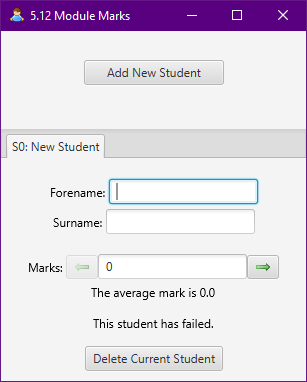 5.12 Module Marks
Add New Student
S0: New Student
Forename:
Surname:
Marks: 0
The average mark is 0.0
This student has failed.
Delete Current Student